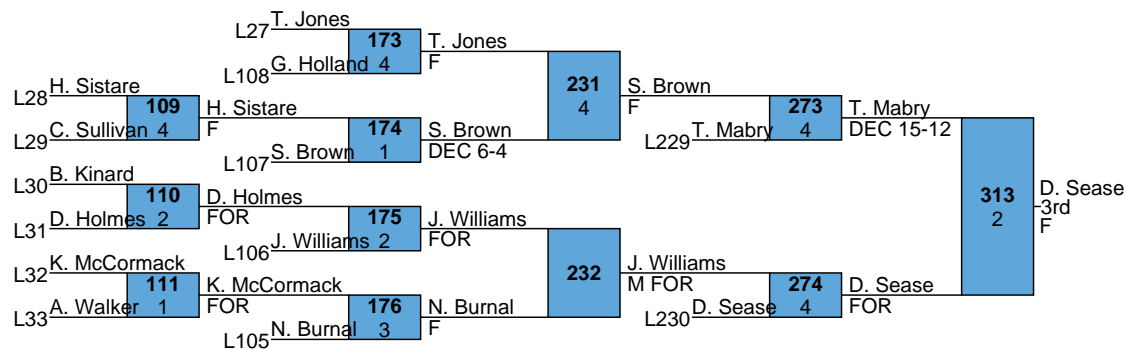 L27 T. Jones
173
4
T. Jones
F
L108 G. Holland
231
4
S. Brown
F
L28 H. Sistare
109
4
H. Sistare
F
L29 C. Sullivan
174
1
S. Brown
DEC 6-4
L107 S. Brown
273
4
T. Mabry
DEC 15-12
L229 T. Mabry
L30 B. Kinard
110
2
D. Holmes
FOR
L31 D. Holmes
175
2
J. Williams
FOR
L106 J. Williams
313
2
D. Sease
3rd
F
L32 K. McCormack
111
1
K. McCormack
FOR
L33 A. Walker
232
J. Williams
M FOR
176
3
N. Burnal
F
L105 N. Burnal
274
4
D. Sease
FOR
L230 D. Sease